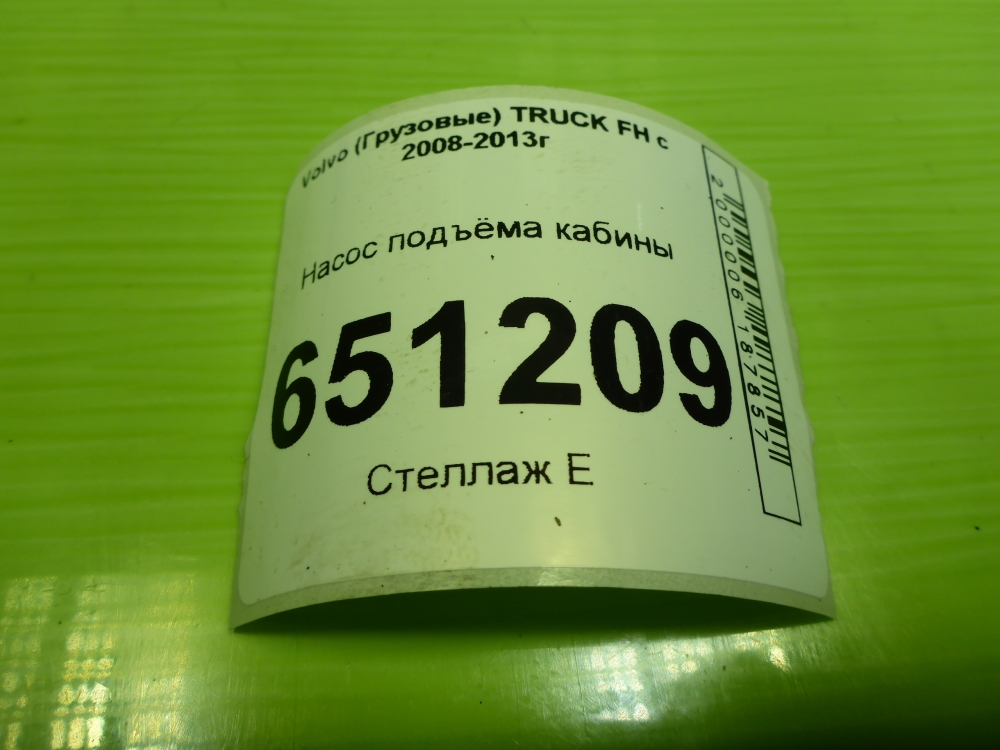 Volvo (Грузовые) TRUCK FH с
2008-2013г
Насос подъёма кабины
651209
Стеллаж Е
2000006187857